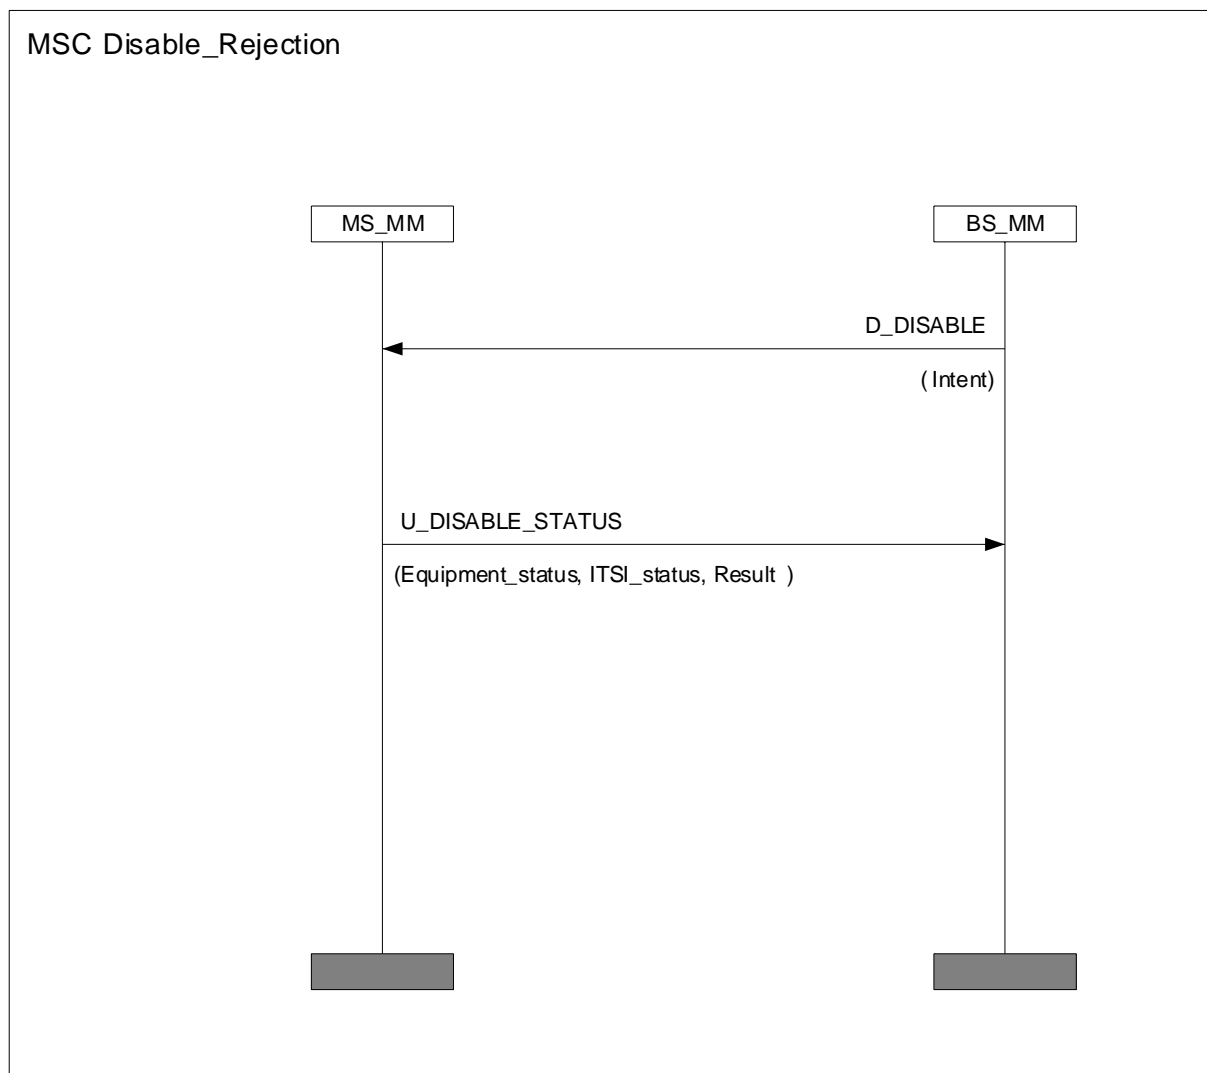 MSC Disable_Rejection
MS_MM
BS_MM
D_DISABLE
( Intent)
U_DISABLE_STATUS
(Equipment_status, ITSI_status, Result )